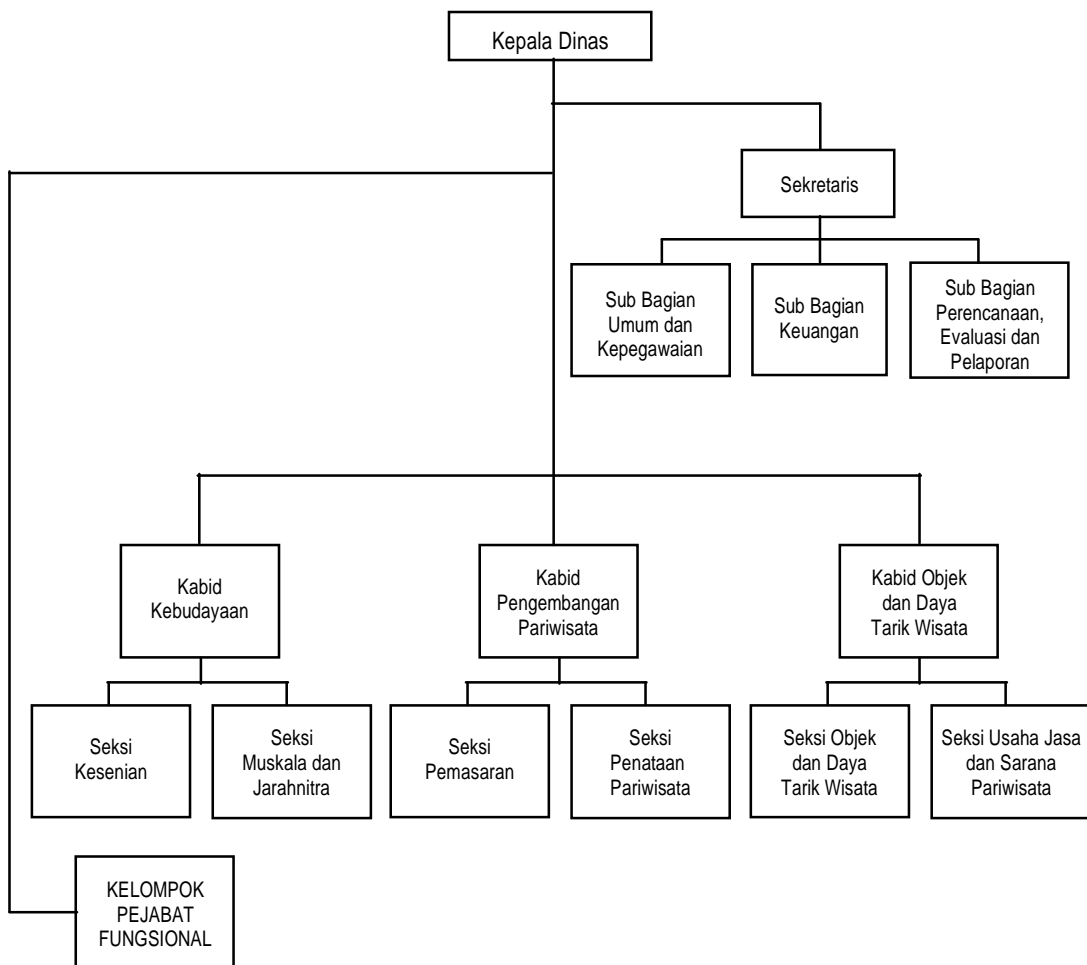 Kepala Dinas
Sekretaris
Sub Bagian
Umum dan
Kepegawaian
Sub Bagian
Keuangan
Sub Bagian
Perencanaan,
Evaluasi dan
Pelaporan
Kabid
Kebudayaan
Kabid
Pengembangan
Pariwisata
Kabid Objek
dan Daya
Tarik Wisata
Seksi
Kesenian
Seksi
Muskala dan
Jarahnitra
Seksi
Pemasaran
Seksi
Penataan
Pariwisata
Seksi Objek
dan Daya
Tarik Wisata
Seksi Usaha Jasa
dan Sarana
Pariwisata
KELOMPOK
PEJABAT
FUNGSIONAL